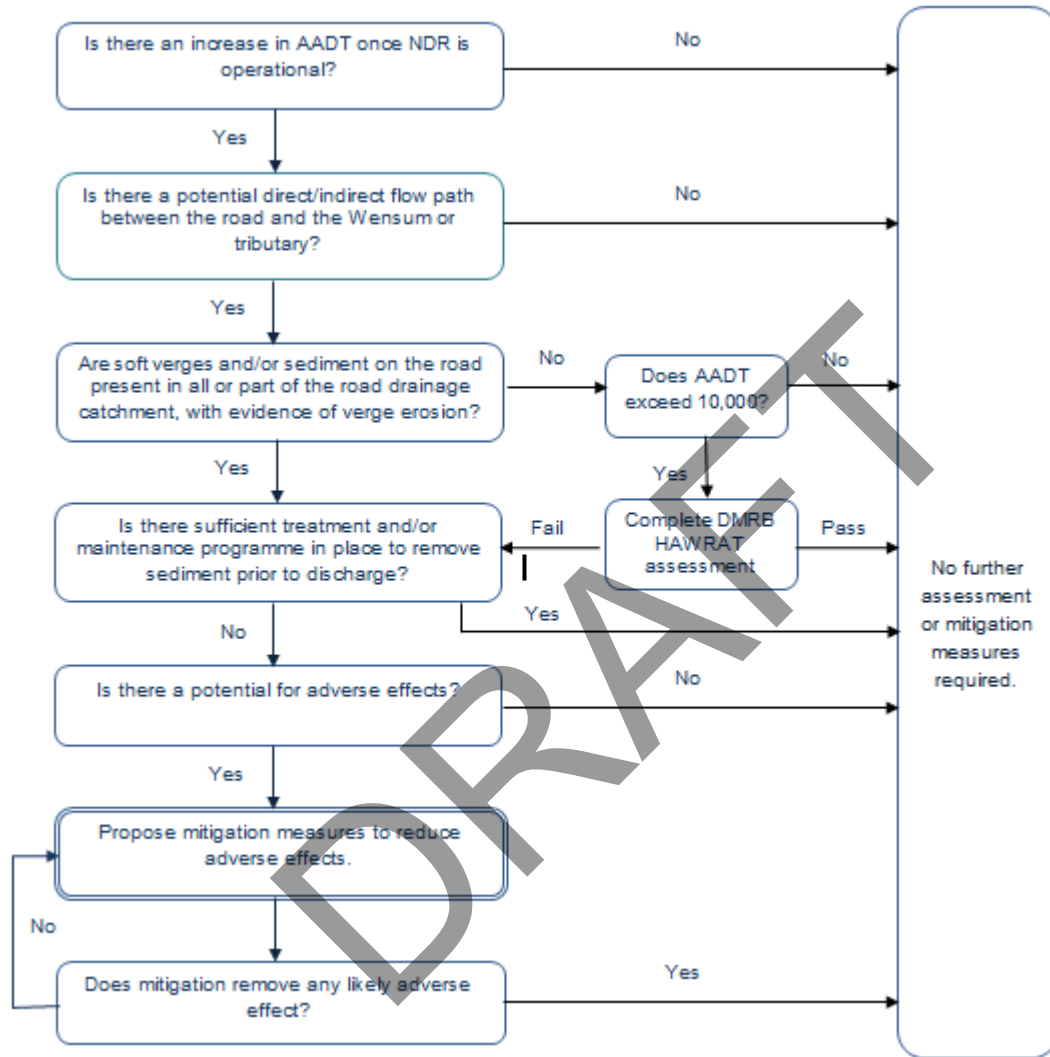 Is there an increase in AADT once NDR is
operational?
No
Yes
Is there a potential direct/indirect flow path
between the road and the Wensum or
tributary?
No
Yes
Are soft verges and/or sediment on the road
present in all or part of the road drainage
catchment, with evidence of verge erosion?
No
Does AADT
exceed 10,000?
No
Yes
Yes
Is there sufficient treatment and/or
maintenance programme in place to remove
sediment prior to discharge?
Fail
Complete DMRB
HAWRAT
assessment
Pass
Yes
No
Is there a potential for adverse effects?
No
Yes
Propose mitigation measures to reduce
adverse effects.
No
Does mitigation remove any likely adverse
effect?
Yes
No further
assessment
or mitigation
measures
required.
DRAFT